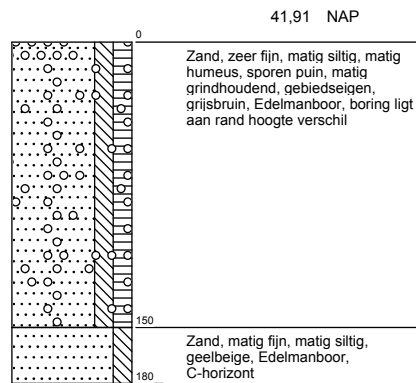 41,91 NAP
0
Zand, zeer fijn, matig siltig, matig
humeus, sporen puin, matig
grindhoudend, gebiedseigen,
grijsbruin, Edelmanboor, boring ligt
aan rand hoogte verschil
150
Zand, matig fijn, matig siltig,
geelbeige, Edelmanboor,
C-horizont
180